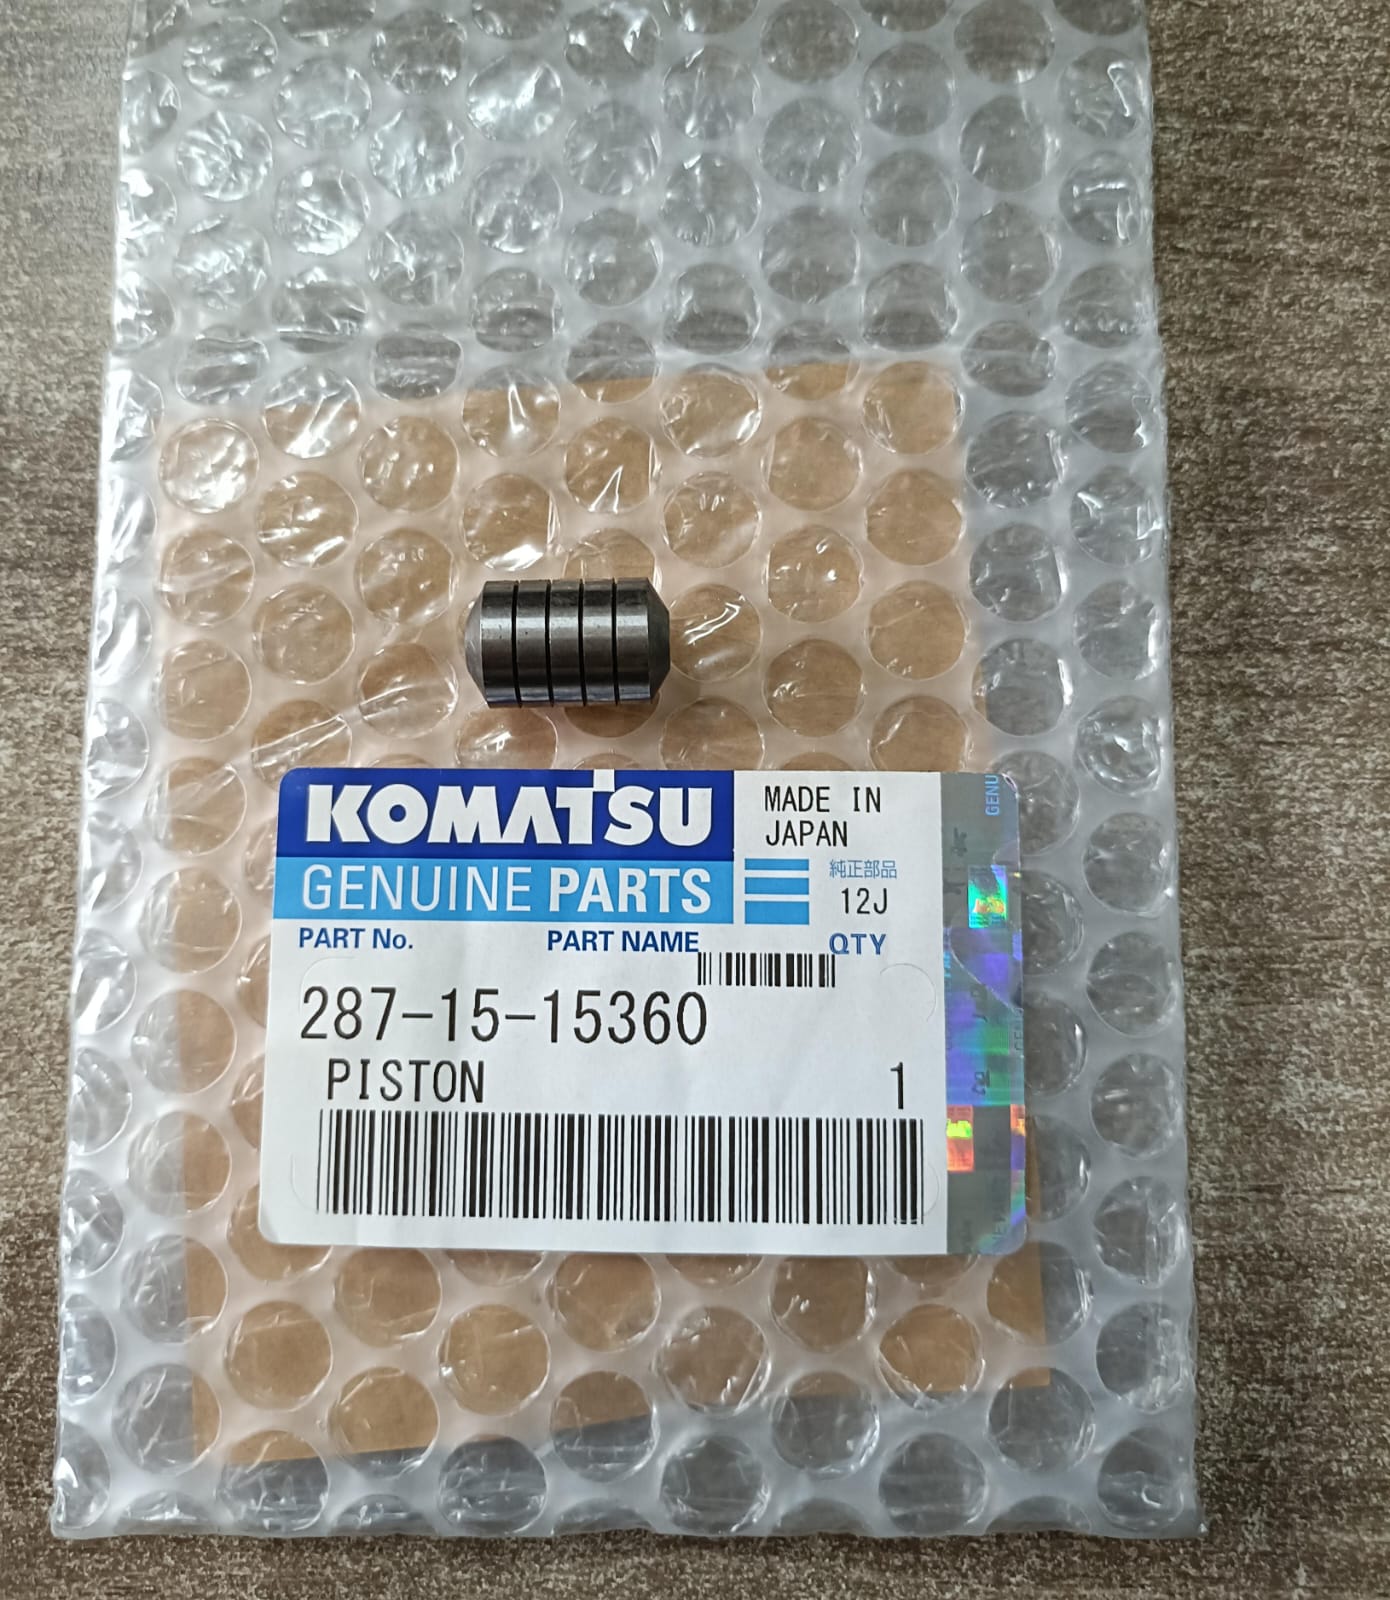 KOMATSU
MADE IN
JAPAN
GENUINE PARTS
純正部品
12J
PART No. PART NAME QTY
287-15-15360
PISTON 1
GENU